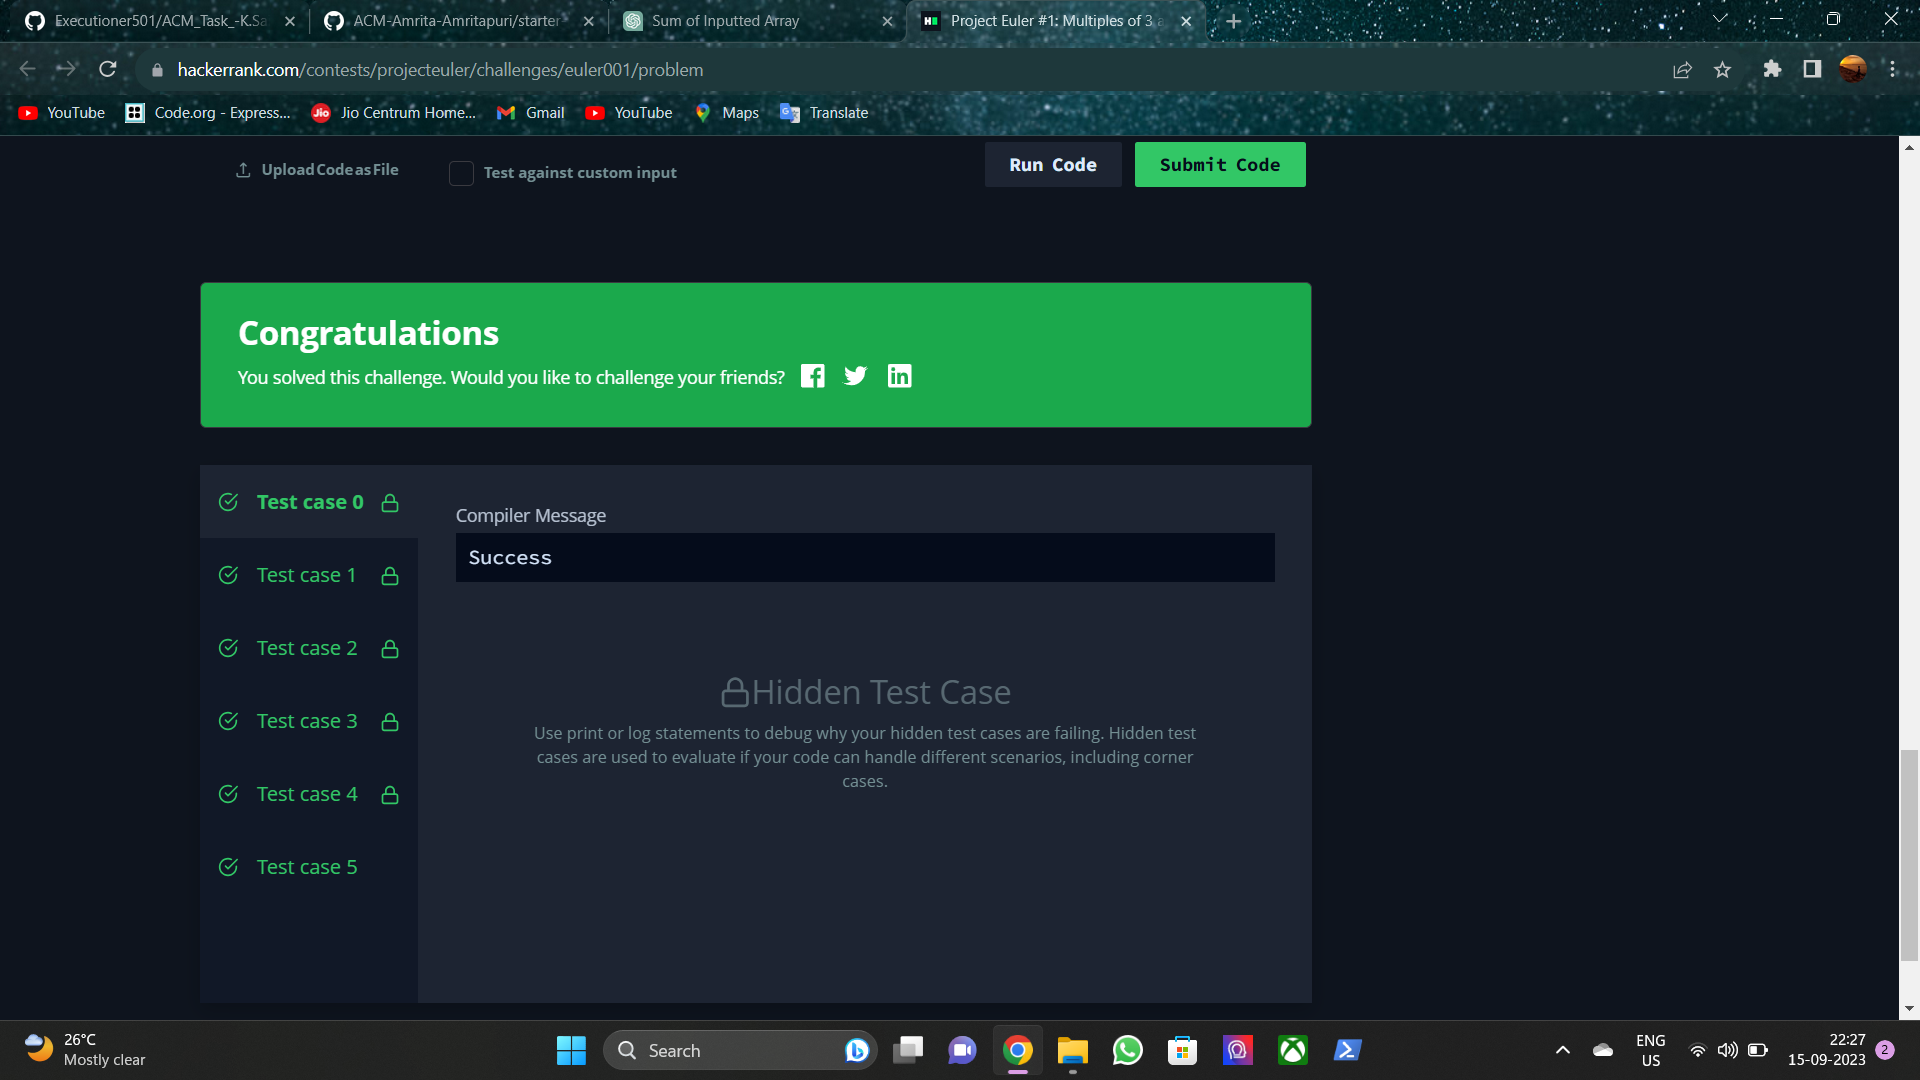 Executioner501/ACM_Task_-K.Sa
ACM-Amrita-Amritapuri/starter-
Sum of Inputted Array
Project Euler #1: Multiples of 3 a
hackerrank.com/contests/projecteuler/challenges/euler001/problem
YouTube
Code.org - Express...
Jio Centrum Home...
Gmail
YouTube
Maps
Translate
Upload Code as File
Test against custom input
Run Code
Submit Code
Congratulations
You solved this challenge. Would you like to challenge your friends?
Test case 0
Compiler Message
Success
Test case 1
Test case 2
Test case 3
Test case 4
Test case 5
Hidden Test Case
Use print or log statements to debug why your hidden test cases are failing. Hidden test
cases are used to evaluate if your code can handle different scenarios, including corner
cases.
26°C
Mostly clear
Search
ENG
US
22:27
15-09-2023
2